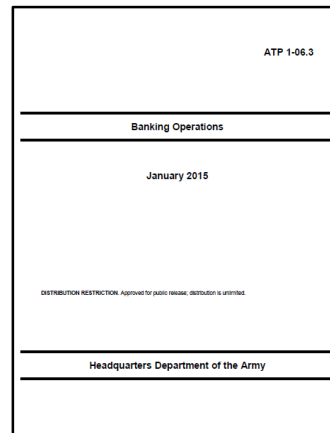 ATP 1-06.3
Banking Operations
January 2015
DISTRIBUTION RESTRICTION. Approved for public release; distribution is unlimited.
Headquarters Department of the Army